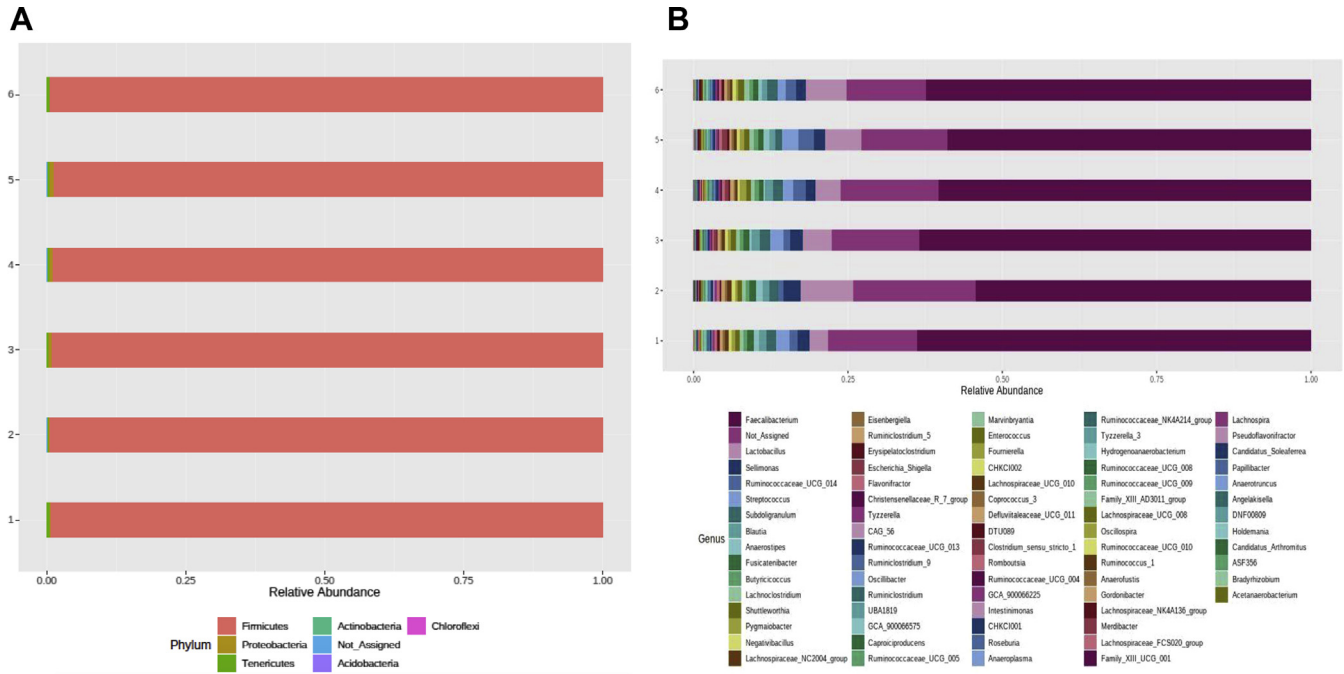 A
6
5
4
3
2
1
0.00 0.25 0.50 0.75 1.00
Relative Abundance
Phylum
Firmicutes Actinobacteria Chloroflexi
Proteobacteria Not_Assigned
Tenericutes Acidobacteria
B
6
5
4
3
2
1
0.00 0.25 0.50 0.75 1.00
Relative Abundance
Genus
Faecalibacterium Eisenbergiella Marvinbryantia Ruminococcaceae_NK4A214_group Lachnospira
Not_Assigned Ruminiclostridium_5 Enterococcus Tyzzerella_3 Pseudoflavonifractor
Lactobacillus Erysipelatoclostridium Fournierella Hydrogenoanaerobacterium Candidatus_Soleaferrea
Sellimonas Escherichia_Shigella CHKCI002 Ruminococcaceae_UCG_008 Papillibacter
Ruminococcaceae_UCG_014 Flavonifractor Lachnospiraceae_UCG_010 Ruminococcaceae_UCG_009 Anaerotruncus
Streptococcus Christensenellaceae_R_7_group Coprococcus_3 Family_XIII_AD3011_group Angelakisella
Subdoligranulum Tyzzerella Defluviitaleaceae_UCG_011 Lachnospiraceae_UCG_008 DNF00809
Blautia CAG_56 DTU089 Oscillospira Holdemania
Anaerostipes Ruminococcaceae_UCG_013 Clostridium_sensu_stricto_1 Ruminococcaceae_UCG_010 Candidatus_Arthromitus
Fusicatenibacter Ruminiclostridium_9 Romboutsia Ruminococcus_1 ASF356
Butyricicoccus Oscillibacter Ruminococcaceae_UCG_004 Anaerofustis Bradyrhizobium
Lachnoclostridium Ruminiclostridium GCA_900066225 Gordonibacter Acetanaerobacterium
Shuttleworthia UBA1819 Intestinimonas Lachnospiraceae_NK4A136_group
Pygmaiobacter GCA_900066575 CHKCI001 Merdibacter
Negativibacillus Caproiciproducens Roseburia Lachnospiraceae_FCS020_group
Lachnospiraceae_NC2004_group Ruminococcaceae_UCG_005 Anaeroplasma Family_XIII_UCG_001